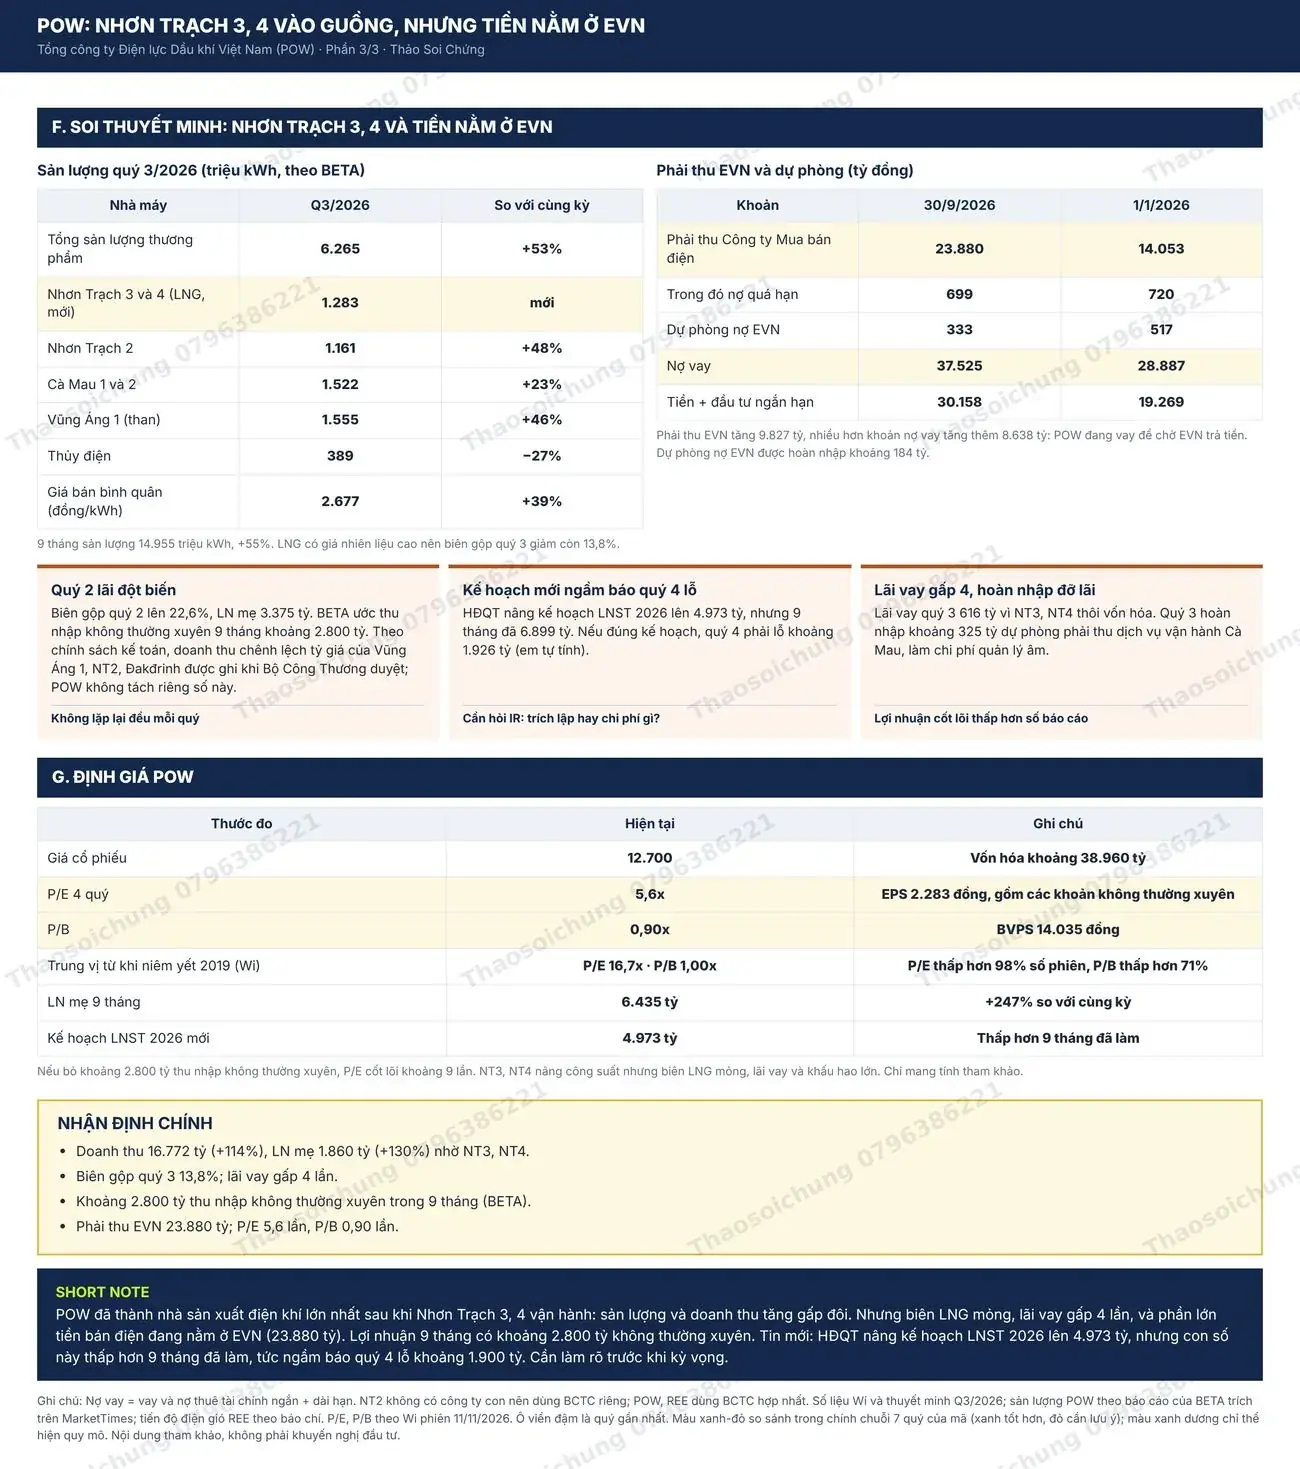 POW: NHƠN TRẠCH 3, 4 VÀO GUỒNG, NHƯNG TIỀN NẰM Ở EVN
Tổng công ty Điện lực Dầu khí Việt Nam (POW) · Phần 3/3 · Thảo Soi Chứng
F. SOI THUYẾT MINH: NHƠN TRẠCH 3, 4 VÀ TIỀN NẰM Ở EVN
Sản lượng quý 3/2026 (triệu kWh, theo BETA)
Nhà máy Q3/2026 So với cùng kỳ
Tổng sản lượng thương
phẩm
6.265 +53%
Nhơn Trạch 3 và 4 (LNG,
mới)
1.283 mới
Nhơn Trạch 2 1.161 +48%
Cà Mau 1 và 2 1.522 +23%
Vũng Áng 1 (than) 1.555 +46%
Thủy điện 389 −27%
Giá bán bình quân
(đồng/kWh)
2.677 +39%
9 tháng sản lượng 14.955 triệu kWh, +55%. LNG có giá nhiên liệu cao nên biên gộp quý 3 giảm còn 13,8%.
Phải thu EVN và dự phòng (tỷ đồng)
Khoản 30/9/2026 1/1/2026
Phải thu Công ty Mua bán
điện
23.880 14.053
Trong đó nợ quá hạn 699 720
Dự phòng nợ EVN 333 517
Nợ vay 37.525 28.887
Tiền + đầu tư ngắn hạn 30.158 19.269
Phải thu EVN tăng 9.827 tỷ, nhiều hơn khoản nợ vay tăng thêm 8.638 tỷ: POW đang vay để chờ EVN trả tiền.
Dự phòng nợ EVN được hoàn nhập khoảng 184 tỷ.
Quý 2 lãi đột biến
Biên gộp quý 2 lên 22,6%, LN mẹ 3.375 tỷ. BETA ước thu
nhập không thường xuyên 9 tháng khoảng 2.800 tỷ. Theo
chính sách kế toán, doanh thu chênh lệch tỷ giá của Vũng
Áng 1, NT2, Đakđrinh được ghi khi Bộ Công Thương duyệt;
POW không tách riêng số này.
Không lặp lại đều mỗi quý
Kế hoạch mới ngầm báo quý 4 lỗ
HĐQT nâng kế hoạch LNST 2026 lên 4.973 tỷ, nhưng 9
tháng đã 6.899 tỷ. Nếu đúng kế hoạch, quý 4 phải lỗ khoảng
1.926 tỷ (em tự tính).
Cần hỏi IR: trích lập hay chi phí gì?
Lãi vay gấp 4, hoàn nhập đỡ lãi
Lãi vay quý 3 616 tỷ vì NT3, NT4 thôi vốn hóa. Quý 3 hoàn
nhập khoảng 325 tỷ dự phòng phải thu dịch vụ vận hành Cà
Mau, làm chi phí quản lý âm.
Lợi nhuận cốt lõi thấp hơn số báo cáo
G. ĐỊNH GIÁ POW
Thước đo Hiện tại Ghi chú
Giá cổ phiếu 12.700 Vốn hóa khoảng 38.960 tỷ
P/E 4 quý 5,6x EPS 2.283 đồng, gồm các khoản không thường xuyên
P/B 0,90x BVPS 14.035 đồng
Trung vị từ khi niêm yết 2019 (Wi) P/E 16,7x · P/B 1,00x P/E thấp hơn 98% số phiên, P/B thấp hơn 71%
LN mẹ 9 tháng 6.435 tỷ +247% so với cùng kỳ
Kế hoạch LNST 2026 mới 4.973 tỷ Thấp hơn 9 tháng đã làm
Nếu bỏ khoảng 2.800 tỷ thu nhập không thường xuyên, P/E cốt lõi khoảng 9 lần. NT3, NT4 nâng công suất nhưng biên LNG mỏng, lãi vay và khấu hao lớn. Chỉ mang tính tham khảo.
NHẬN ĐỊNH CHÍNH
• Doanh thu 16.772 tỷ (+114%), LN mẹ 1.860 tỷ (+130%) nhờ NT3, NT4.
• Biên gộp quý 3 13,8%; lãi vay gấp 4 lần.
• Khoảng 2.800 tỷ thu nhập không thường xuyên trong 9 tháng (BETA).
• Phải thu EVN 23.880 tỷ; P/E 5,6 lần, P/B 0,90 lần.
SHORT NOTE
POW đã thành nhà sản xuất điện khí lớn nhất sau khi Nhơn Trạch 3, 4 vận hành: sản lượng và doanh thu tăng gấp đôi. Nhưng biên LNG mỏng, lãi vay gấp 4 lần, và phần lớn
tiền bán điện đang nằm ở EVN (23.880 tỷ). Lợi nhuận 9 tháng có khoảng 2.800 tỷ không thường xuyên. Tin mới: HĐQT nâng kế hoạch LNST 2026 lên 4.973 tỷ, nhưng con số
này thấp hơn 9 tháng đã làm, tức ngầm báo quý 4 lỗ khoảng 1.900 tỷ. Cần làm rõ trước khi kỳ vọng.
Ghi chú: Nợ vay = vay và nợ thuê tài chính ngắn + dài hạn. NT2 không có công ty con nên dùng BCTC riêng; POW, REE dùng BCTC hợp nhất. Số liệu Wi và thuyết minh Q3/2026; sản lượng POW theo báo cáo của BETA trích
trên MarketTimes; tiến độ điện gió REE theo báo chí. P/E, P/B theo Wi phiên 11/11/2026. Ô viền đậm là quý gần nhất. Màu xanh-đỏ so sánh trong chính chuỗi 7 quý của mã (xanh tốt hơn, đỏ cần lưu ý); màu xanh dương chỉ thể
hiện quy mô. Nội dung tham khảo, không phải khuyến nghị đầu tư.
Thaosoichung 0796386221